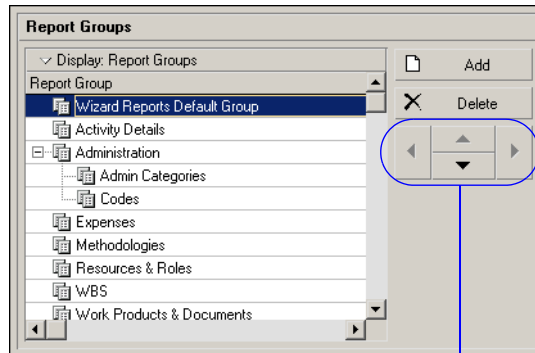 Report Groups
Display: Report Groups
Report Group
Wizard Reports Default Group
Activity Details
Administration
Admin Categories
Codes
Expenses
Methodologies
Resources & Roles
WBS
Work Products & Documents
Add
Delete